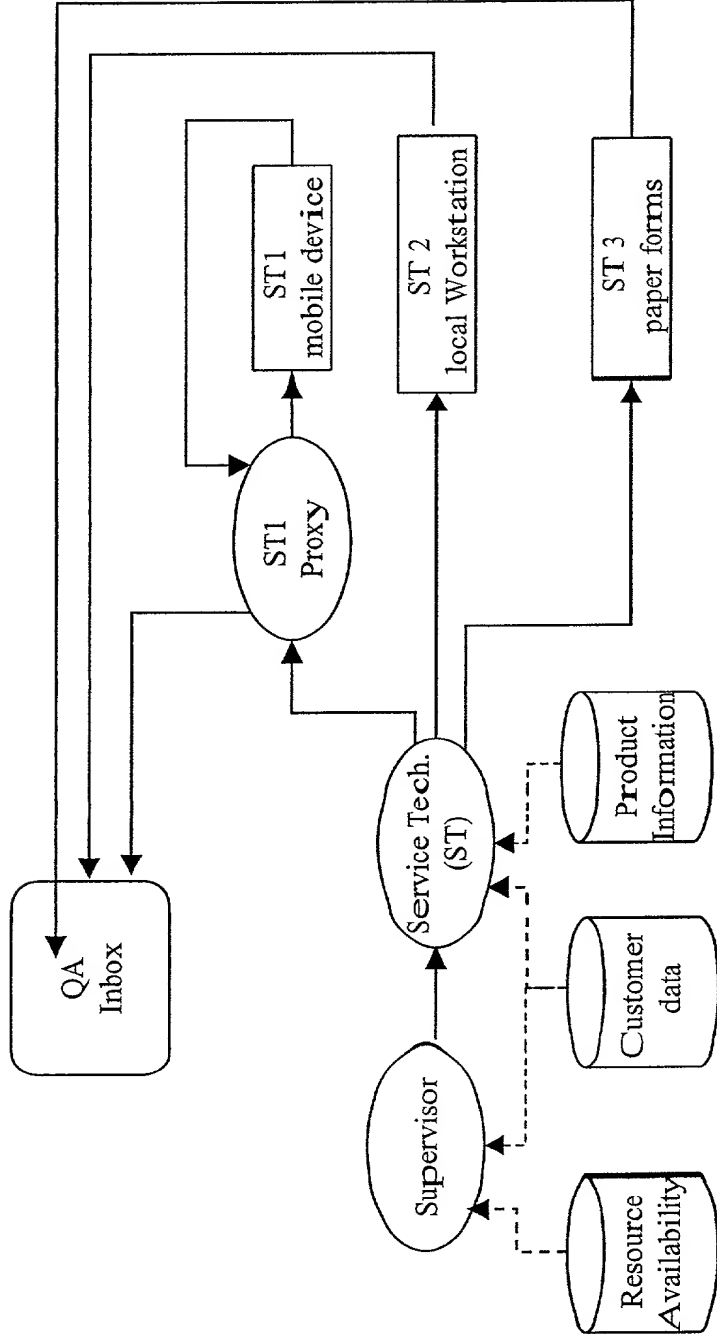 QA
Inbox
ST1
Proxy
ST1
mobile device
Supervisor
Service Tech.
(ST)
ST 2
local Workstation
ST 3
paper forms
Resource
Availability
Customer
data
Product
Information